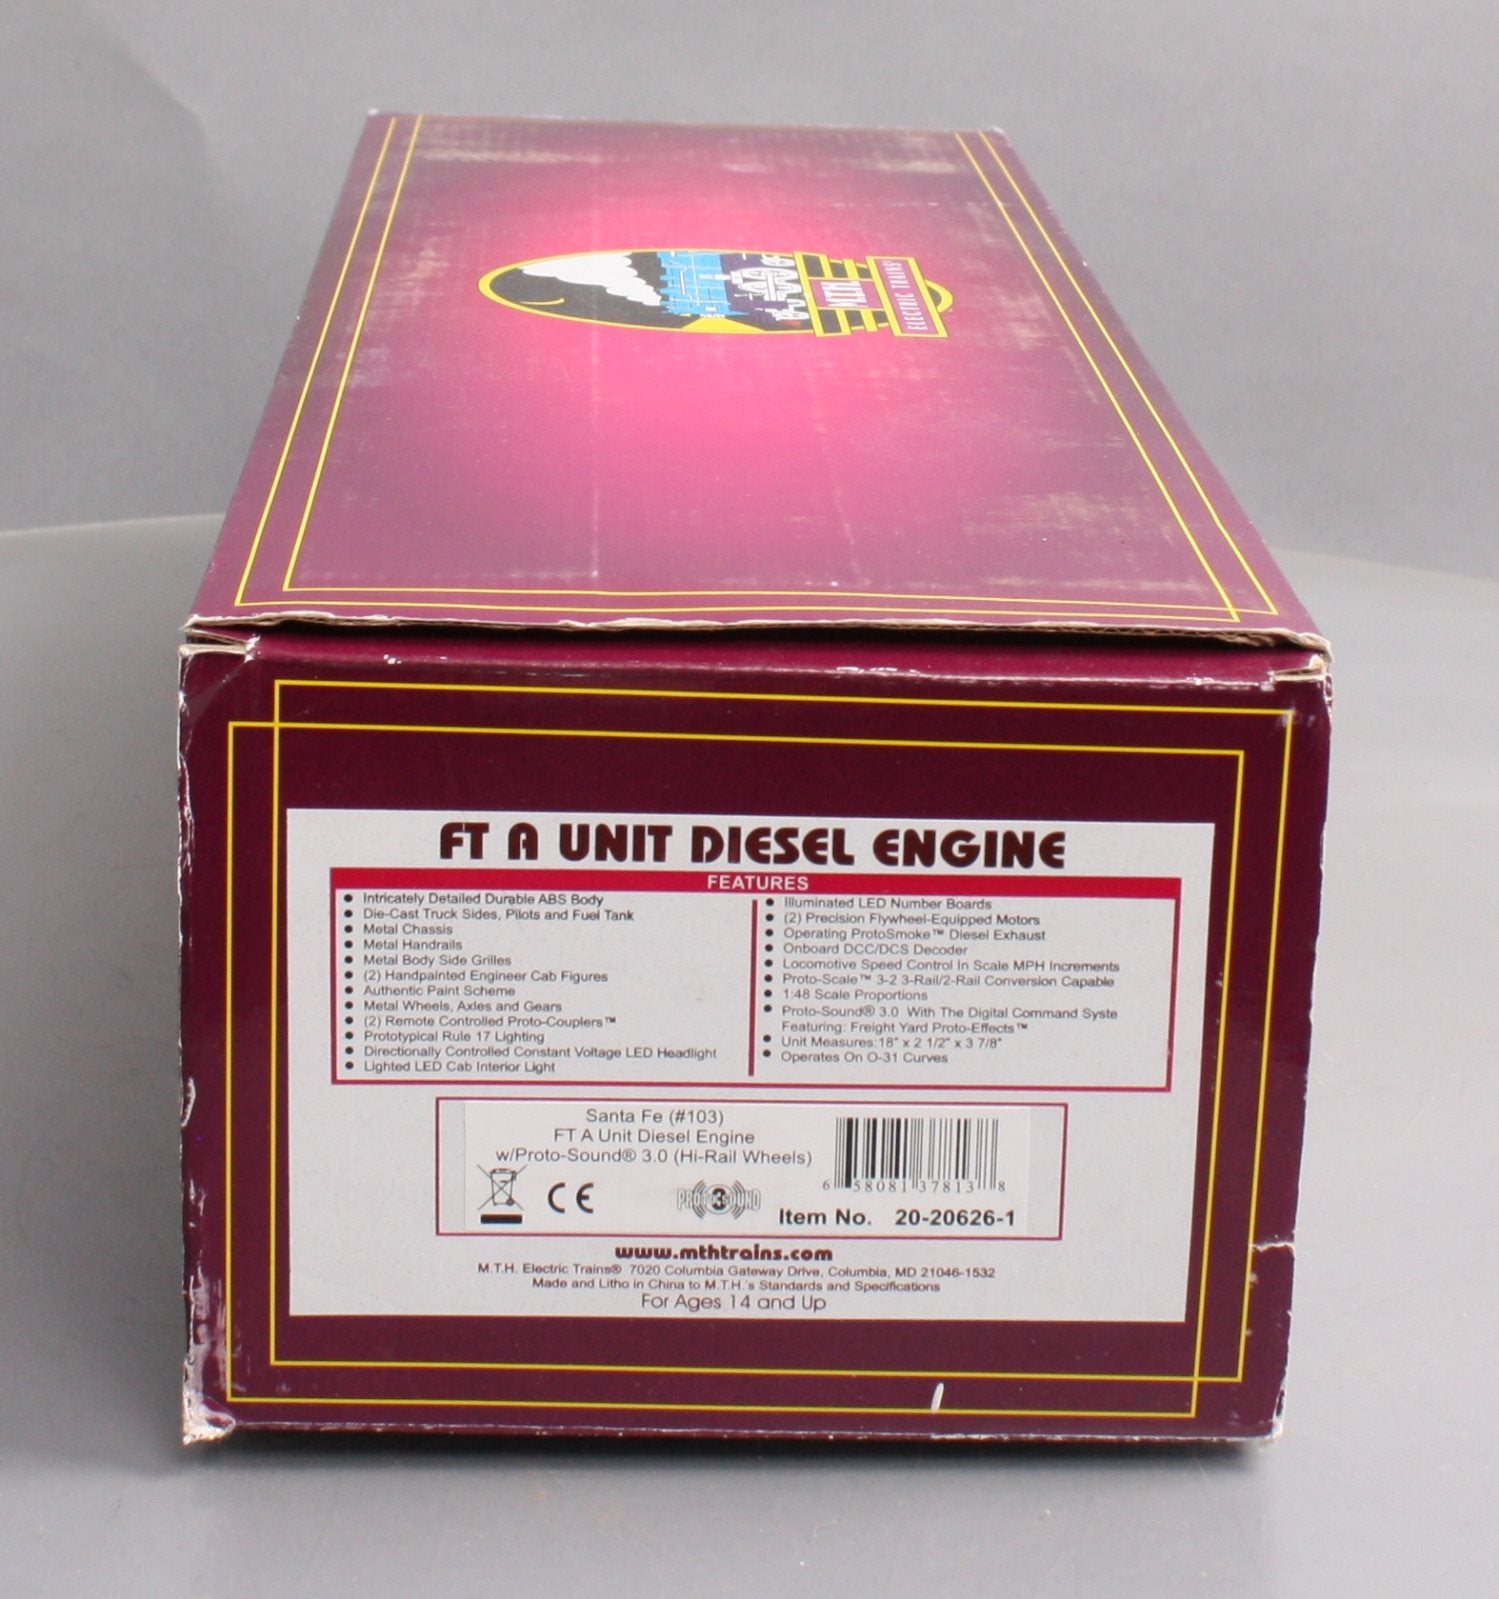 M.T.H.
ELECTRIC TRAINS
FT A UNIT DIESEL ENGINE
FEATURES
• Intricately Detailed Durable ABS Body
• Die-Cast Truck Sides, Pilots and Fuel Tank
• Metal Chassis
• Metal Handrails
• Metal Body Side Grilles
• (2) Handpainted Engineer Cab Figures
• Authentic Paint Scheme
• Metal Wheels, Axles and Gears
• (2) Remote Controlled Proto-Couplers™
• Prototypical Rule 17 Lighting
• Directionally Controlled Constant Voltage LED Headlight
• Lighted LED Cab Interior Light
• Illuminated LED Number Boards
• (2) Precision Flywheel-Equipped Motors
• Operating ProtoSmoke™ Diesel Exhaust
• Onboard DCC/DCS Decoder
• Locomotive Speed Control In Scale MPH Increments
• Proto-Scale™ 3-2 3-Rail/2-Rail Conversion Capable
• 1:48 Scale Proportions
• Proto-Sound® 3.0 With The Digital Command Syste
Featuring: Freight Yard Proto-Effects™
• Unit Measures:18" x 2 1/2" x 3 7/8"
• Operates On O-31 Curves
Santa Fe (#103)
FT A Unit Diesel Engine
w/Proto-Sound® 3.0 (Hi-Rail Wheels)
6 58081 37813 8
CE
PROTO SOUND 3
Item No. 20-20626-1
www.mthtrains.com
M.T.H. Electric Trains® 7020 Columbia Gateway Drive, Columbia, MD 21046-1532
Made and Litho in China to M.T.H.'s Standards and Specifications
For Ages 14 and Up